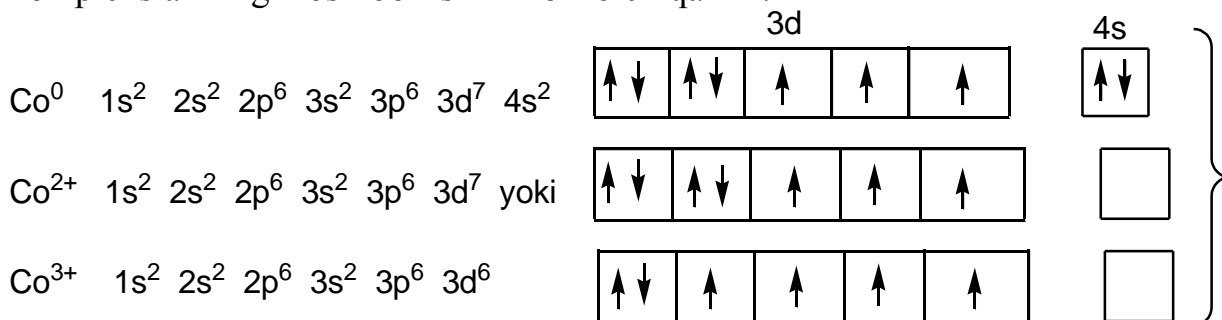 3d 4s
Co⁰ 1s² 2s² 2p⁶ 3s² 3p⁶ 3d⁷ 4s²
Co²⁺ 1s² 2s² 2p⁶ 3s² 3p⁶ 3d⁷ yoki
Co³⁺ 1s² 2s² 2p⁶ 3s² 3p⁶ 3d⁶